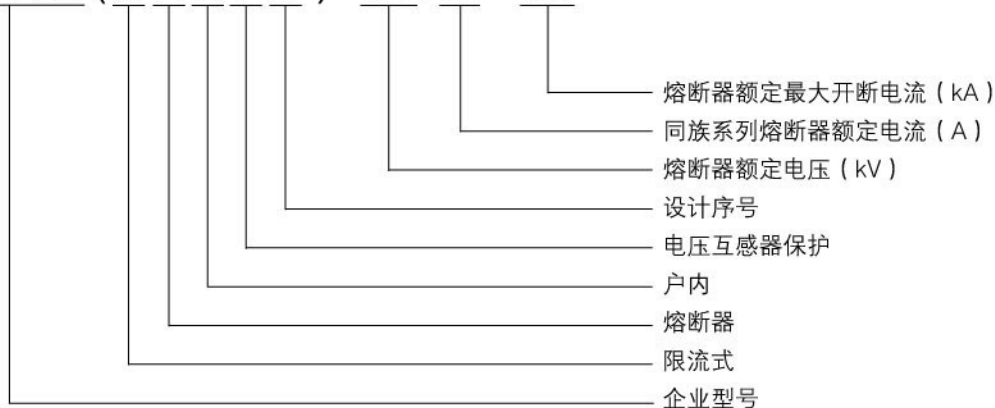 熔断器额定最大开断电流（kA）
同族系列熔断器额定电流（A）
熔断器额定电压（kV）
设计序号
电压互感器保护
户内
熔断器
限流式
企业型号